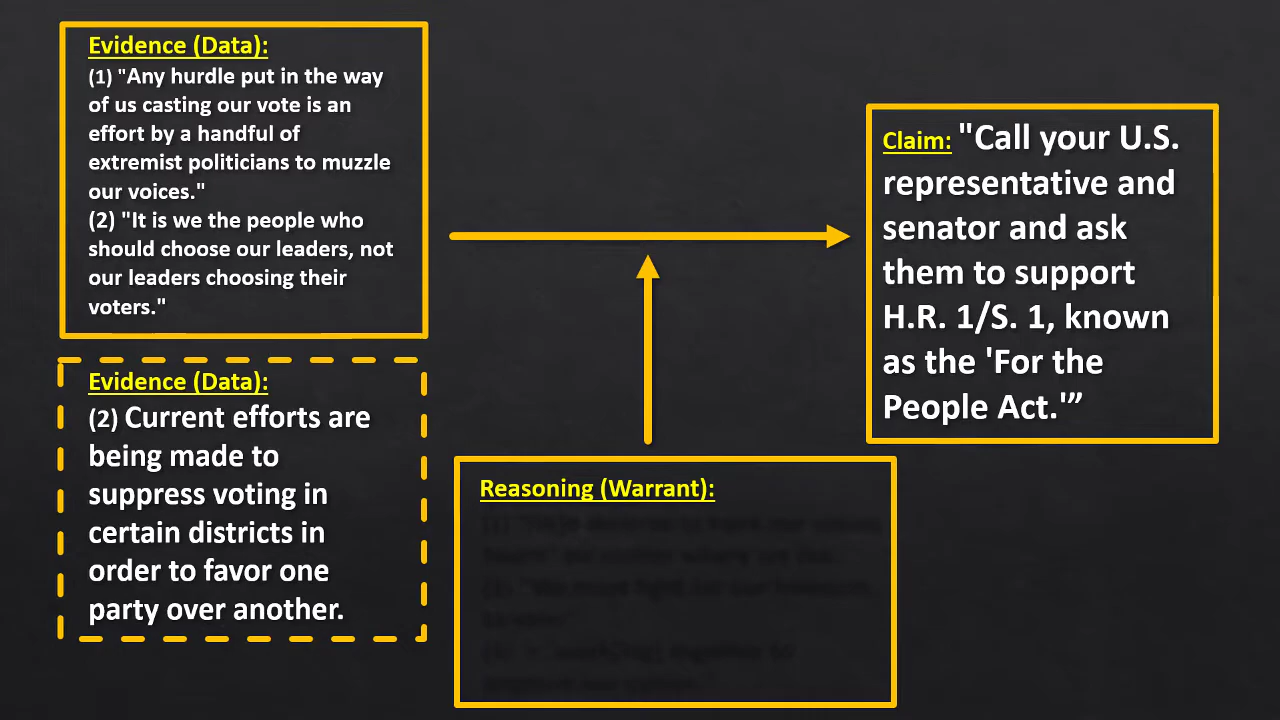 Evidence (Data):
(1) "Any hurdle put in the way
of us casting our vote is an
effort by a handful of
extremist politicians to muzzle
our voices."
(2) "It is we the people who
should choose our leaders, not
our leaders choosing their
voters."
Evidence (Data):
(2) Current efforts are
being made to
suppress voting in
certain districts in
order to favor one
party over another.
Claim: "Call your U.S.
representative and
senator and ask
them to support
H.R. 1/S. 1, known
as the 'For the
People Act.'”
Reasoning (Warrant):